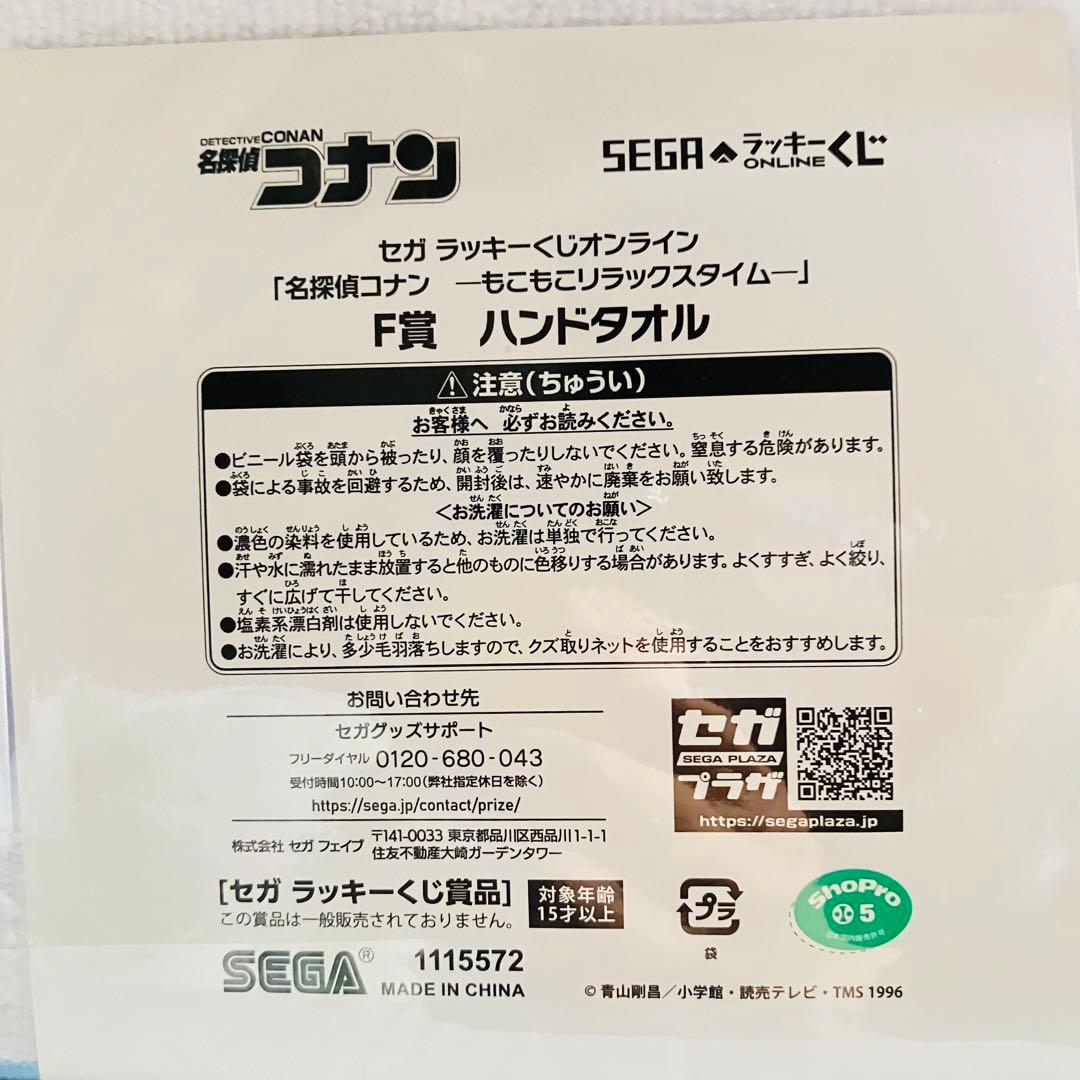 DETECTIVE CONAN
名探偵コナン
SEGA ラッキーくじ ONLINE
セガ ラッキーくじオンライン
「名探偵コナン ―もこもこリラックスタイム―」
F賞 ハンドタオル
注意(ちゅうい)
お客様へ 必ずお読みください。
●ビニール袋を頭から被ったり、顔を覆ったりしないでください。窒息する危険があります。
●袋による事故を回避するため、開封後は、速やかに廃棄をお願い致します。
<お洗濯についてのお願い>
●濃色の染料を使用しているため、お洗濯は単独で行ってください。
●汗や水に濡れたまま放置すると他のものに色移りする場合があります。よくすすぎ、よく絞り、
すぐに広げて干してください。
●塩素系漂白剤は使用しないでください。
●お洗濯により、多少毛羽落ちしますので、クズ取りネットを使用することをおすすめします。
お問い合わせ先
セガグッズサポート
フリーダイヤル 0120-680-043
受付時間10:00～17:00(弊社指定休日を除く)
https://sega.jp/contact/prize/
株式会社 セガ フェイブ
〒141-0033 東京都品川区西品川1-1-1
住友不動産大崎ガーデンタワー
セガ
SEGA PLAZA
プラザ
https://segaplaza.jp
[セガ ラッキーくじ賞品]
この賞品は一般販売されておりません。
対象年齢
15才以上
プラ
袋
ShoPro
5
日本国内販売許可
SEGA® 1115572
MADE IN CHINA
© 青山剛昌／小学館・読売テレビ・TMS 1996